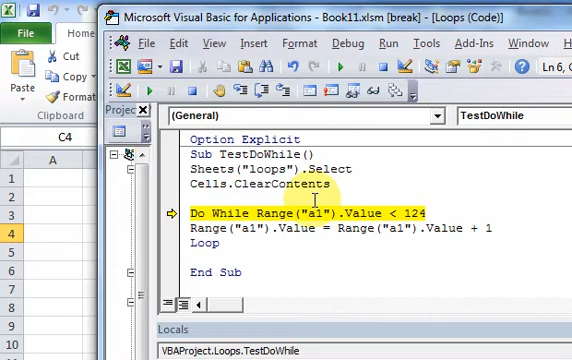 Microsoft Visual Basic for Applications - Book11.xlsm [break] - [Loops (Code)]
File
Home
File Edit View Insert Format Debug Run Tools Add-Ins Window
Cut
Copy
Format
Paste
Clipboard
Ln 6,
C4
Projec
(General)
TestDoWhile
A
1
2
3
4
5
6
7
8
9
10
11
Option Explicit
Sub TestDoWhile()
Sheets("loops").Select
Cells.ClearContents
Do While Range("a1").Value < 124
Range("a1").Value = Range("a1").Value + 1
Loop
End Sub
Locals
VBAProject.Loops.TestDoWhile